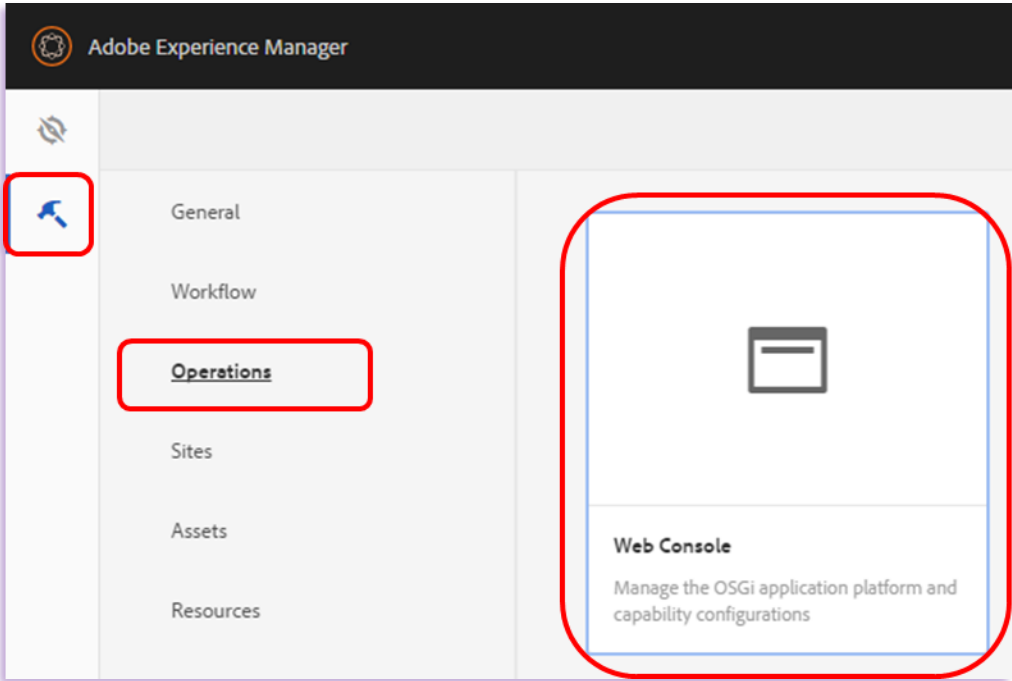 Adobe Experience Manager
General
Workflow
Operations
Sites
Assets
Resources
Web Console
Manage the OSGi application platform and
capability configurations